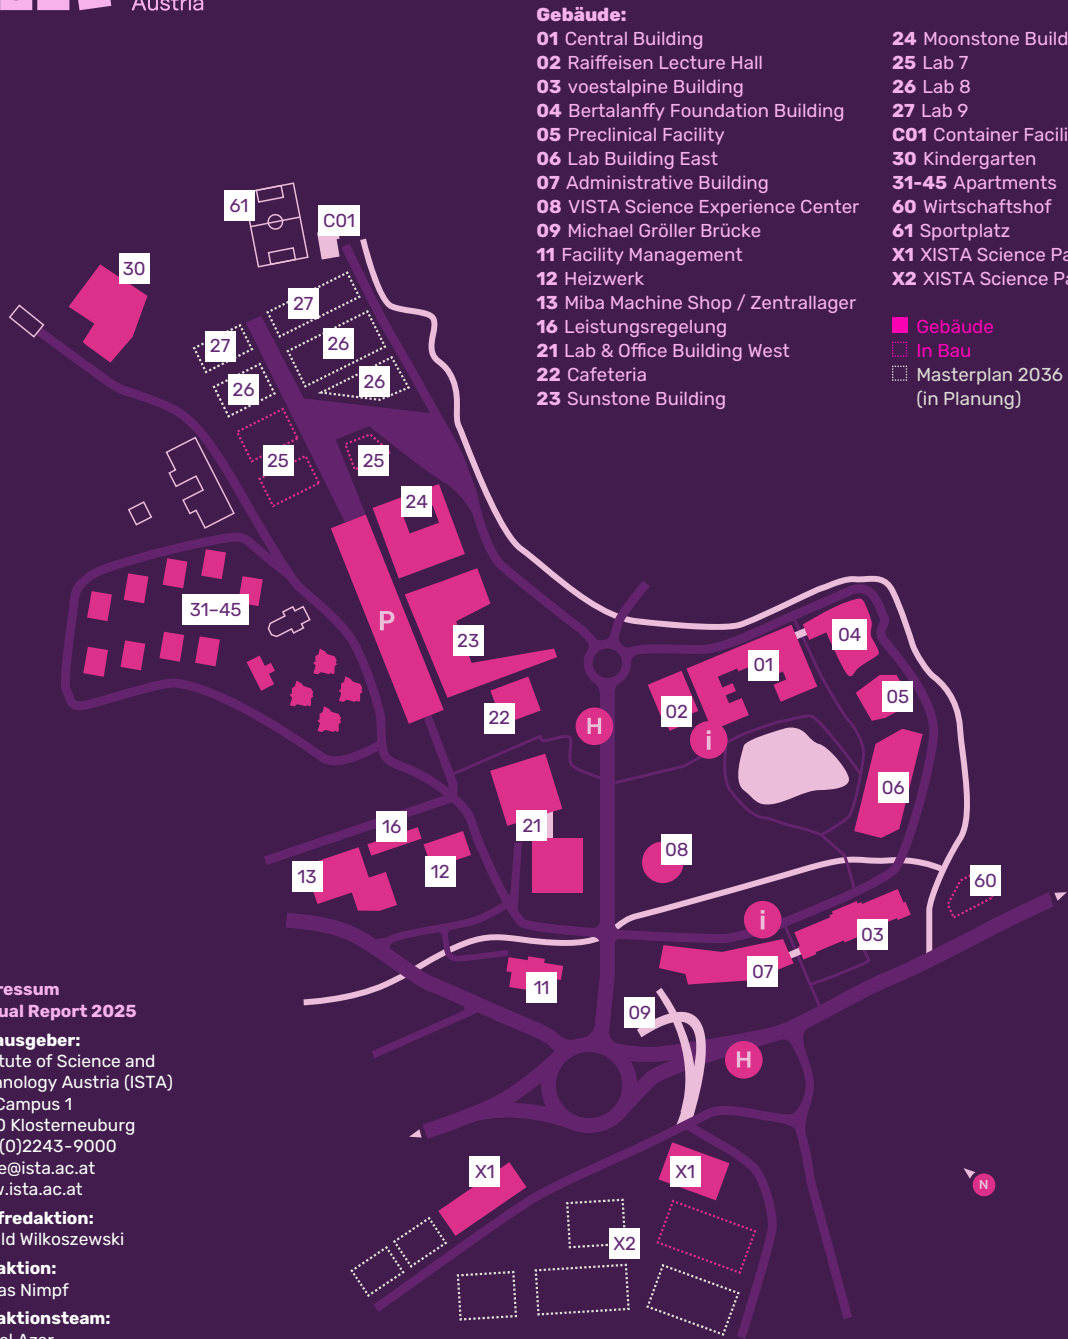 Austria
Gebäude:
01 Central Building
02 Raiffeisen Lecture Hall
03 voestalpine Building
04 Bertalanffy Foundation Building
05 Preclinical Facility
06 Lab Building East
07 Administrative Building
08 VISTA Science Experience Center
09 Michael Gröller Brücke
11 Facility Management
12 Heizwerk
13 Miba Machine Shop / Zentrallager
16 Leistungsregelung
21 Lab & Office Building West
22 Cafeteria
23 Sunstone Building
24 Moonstone Build
25 Lab 7
26 Lab 8
27 Lab 9
C01 Container Facili
30 Kindergarten
31-45 Apartments
60 Wirtschaftshof
61 Sportplatz
X1 XISTA Science Pa
X2 XISTA Science Pa
Gebäude
In Bau
Masterplan 2036
(in Planung)
61
C01
30
27
27
26
26
26
25
25
24
31–45
P
23
22
H
02
i
01
04
05
06
16
21
12
13
08
60
i
03
07
11
09
H
X1
X1
N
X2
ressum
ual Report 2025
ausgeber:
tute of Science and
nnology Austria (ISTA)
Campus 1
0 Klosterneuburg
(0)2243-9000
e@ista.ac.at
v.ista.ac.at
fredaktion:
ld Wilkoszewski
aktion:
as Nimpf
aktionsteam: